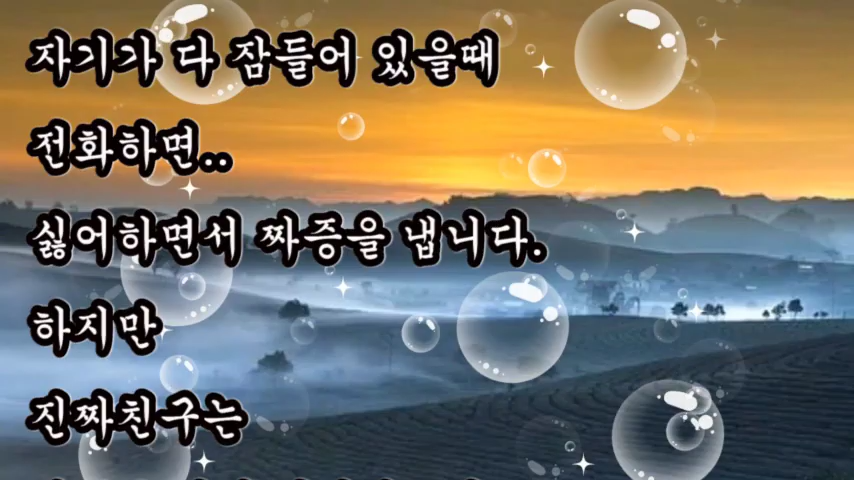 자기가 다 잠들어 있을때
전화하면..
싫어하면서 짜증을 냅니다.
하지만
진짜친구는